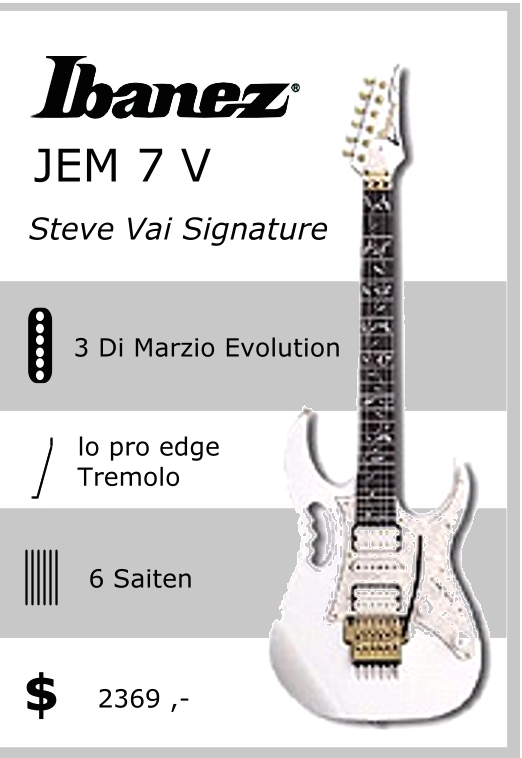 Ibanez®
JEM 7 V
Steve Vai Signature
3 Di Marzio Evolution
lo pro edge
Tremolo
6 Saiten
$ 2369 ,-